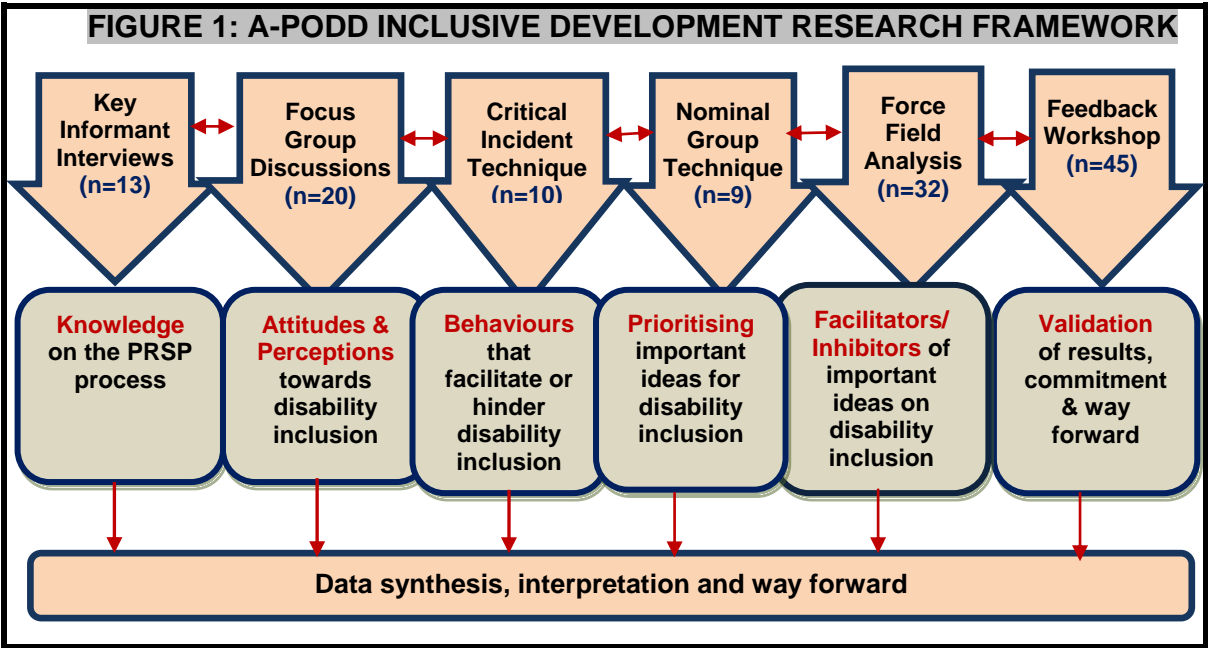 FIGURE 1: A-PODD INCLUSIVE DEVELOPMENT RESEARCH FRAMEWORK
Key
Informant
Interviews
(n=13)
Focus
Group
Discussions
(n=20)
Critical
Incident
Technique
(n=10)
Nominal
Group
Technique
(n=9)
Force
Field
Analysis
(n=32)
Feedback
Workshop
(n=45)
Knowledge
on the PRSP
process
Attitudes &
Perceptions
towards
disability
inclusion
Behaviours
that
facilitate or
hinder
disability
inclusion
Prioritising
important
ideas for
disability
inclusion
Facilitators/
Inhibitors of
important
ideas on
disability
inclusion
Validation
of results,
commitment
& way
forward
Data synthesis, interpretation and way forward